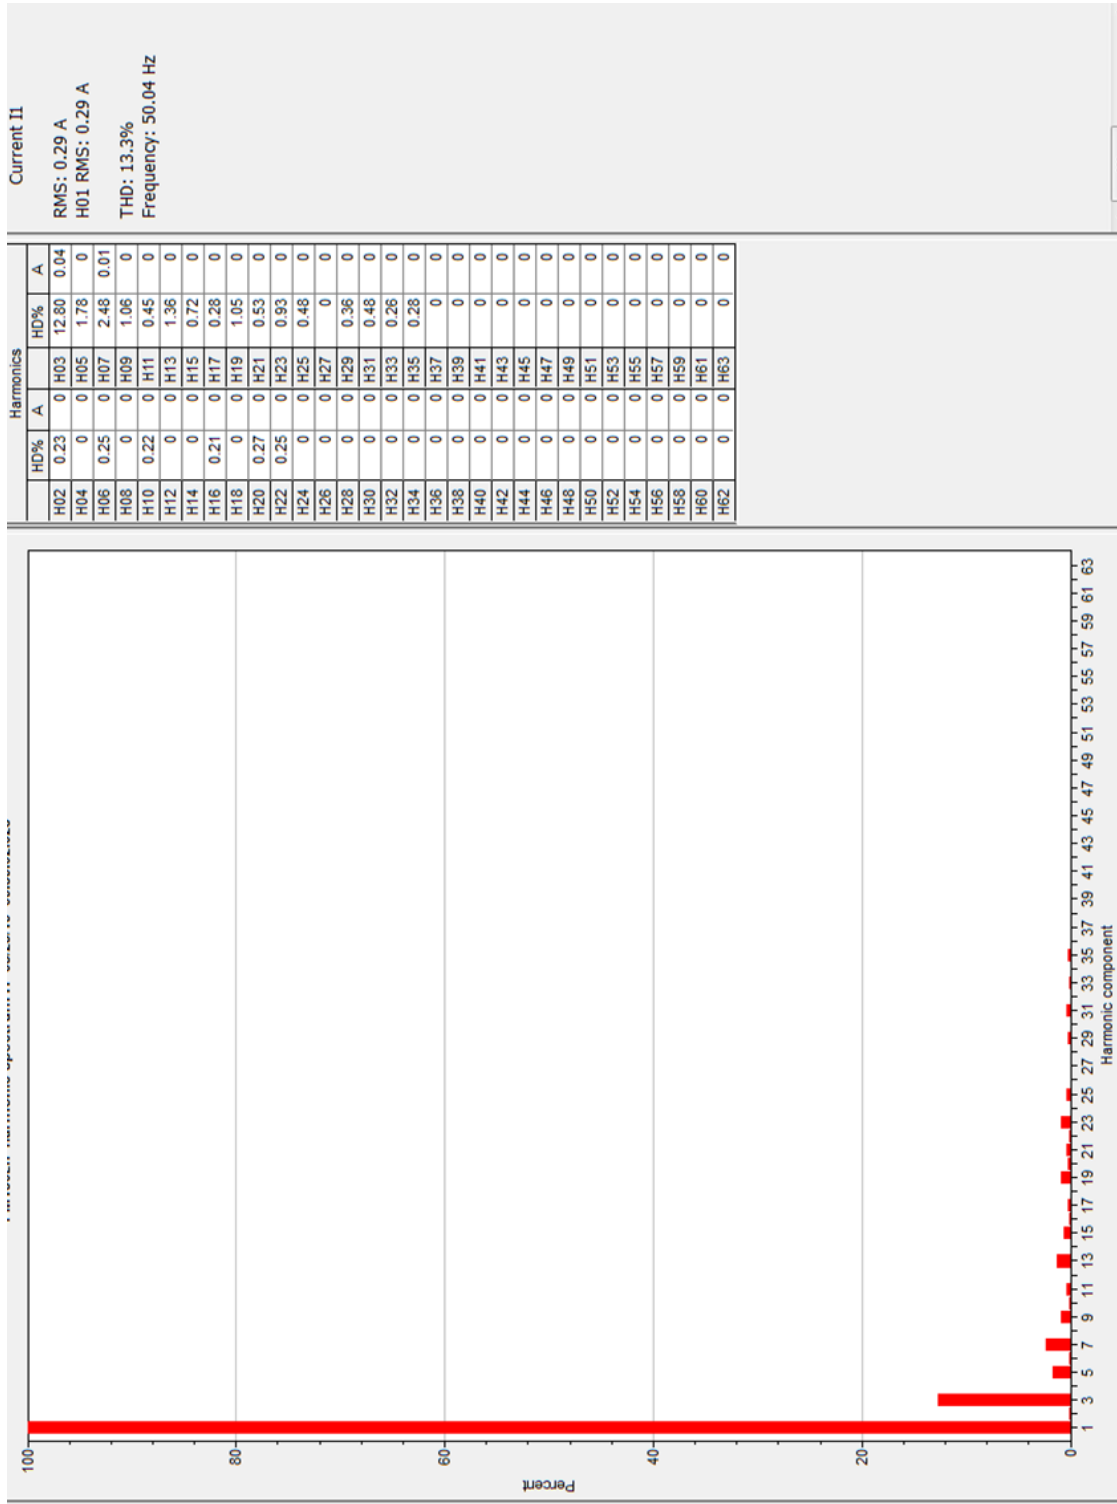 100
80
60
40
20
0
Percent
1 3 5 7 9 11 13 15 17 19 21 23 25 27 29 31 33 35 37 39 41 43 45 47 49 51 53 55 57 59 61 63
Harmonic component
Harmonics
HD% A HD% A
H02 0.23 0 H03 12.80 0.04
H04 0 0 H05 1.78 0
H06 0.25 0 H07 2.48 0.01
H08 0 0 H09 1.06 0
H10 0.22 0 H11 0.45 0
H12 0 0 H13 1.36 0
H14 0 0 H15 0.72 0
H16 0.21 0 H17 0.28 0
H18 0 0 H19 1.05 0
H20 0.27 0 H21 0.53 0
H22 0.25 0 H23 0.93 0
H24 0 0 H25 0.48 0
H26 0 0 H27 0 0
H28 0 0 H29 0.36 0
H30 0 0 H31 0.48 0
H32 0 0 H33 0.26 0
H34 0 0 H35 0.28 0
H36 0 0 H37 0 0
H38 0 0 H39 0 0
H40 0 0 H41 0 0
H42 0 0 H43 0 0
H44 0 0 H45 0 0
H46 0 0 H47 0 0
H48 0 0 H49 0 0
H50 0 0 H51 0 0
H52 0 0 H53 0 0
H54 0 0 H55 0 0
H56 0 0 H57 0 0
H58 0 0 H59 0 0
H60 0 0 H61 0 0
H62 0 0 H63 0 0
Current I1
RMS: 0.29 A
H01 RMS: 0.29 A
THD: 13.3%
Frequency: 50.04 Hz